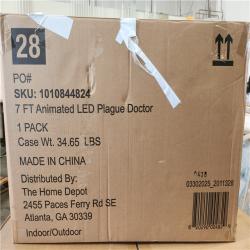 28
PO#
SKU: 1010844824
7 FT Animated LED Plague Doctor
1 PACK
Case Wt. 34.65 LBS
MADE IN CHINA
Distributed By:
The Home Depot
2455 Paces Ferry Rd SE
Atlanta, GA 30339
Indoor/Outdoor
03302025_2011328